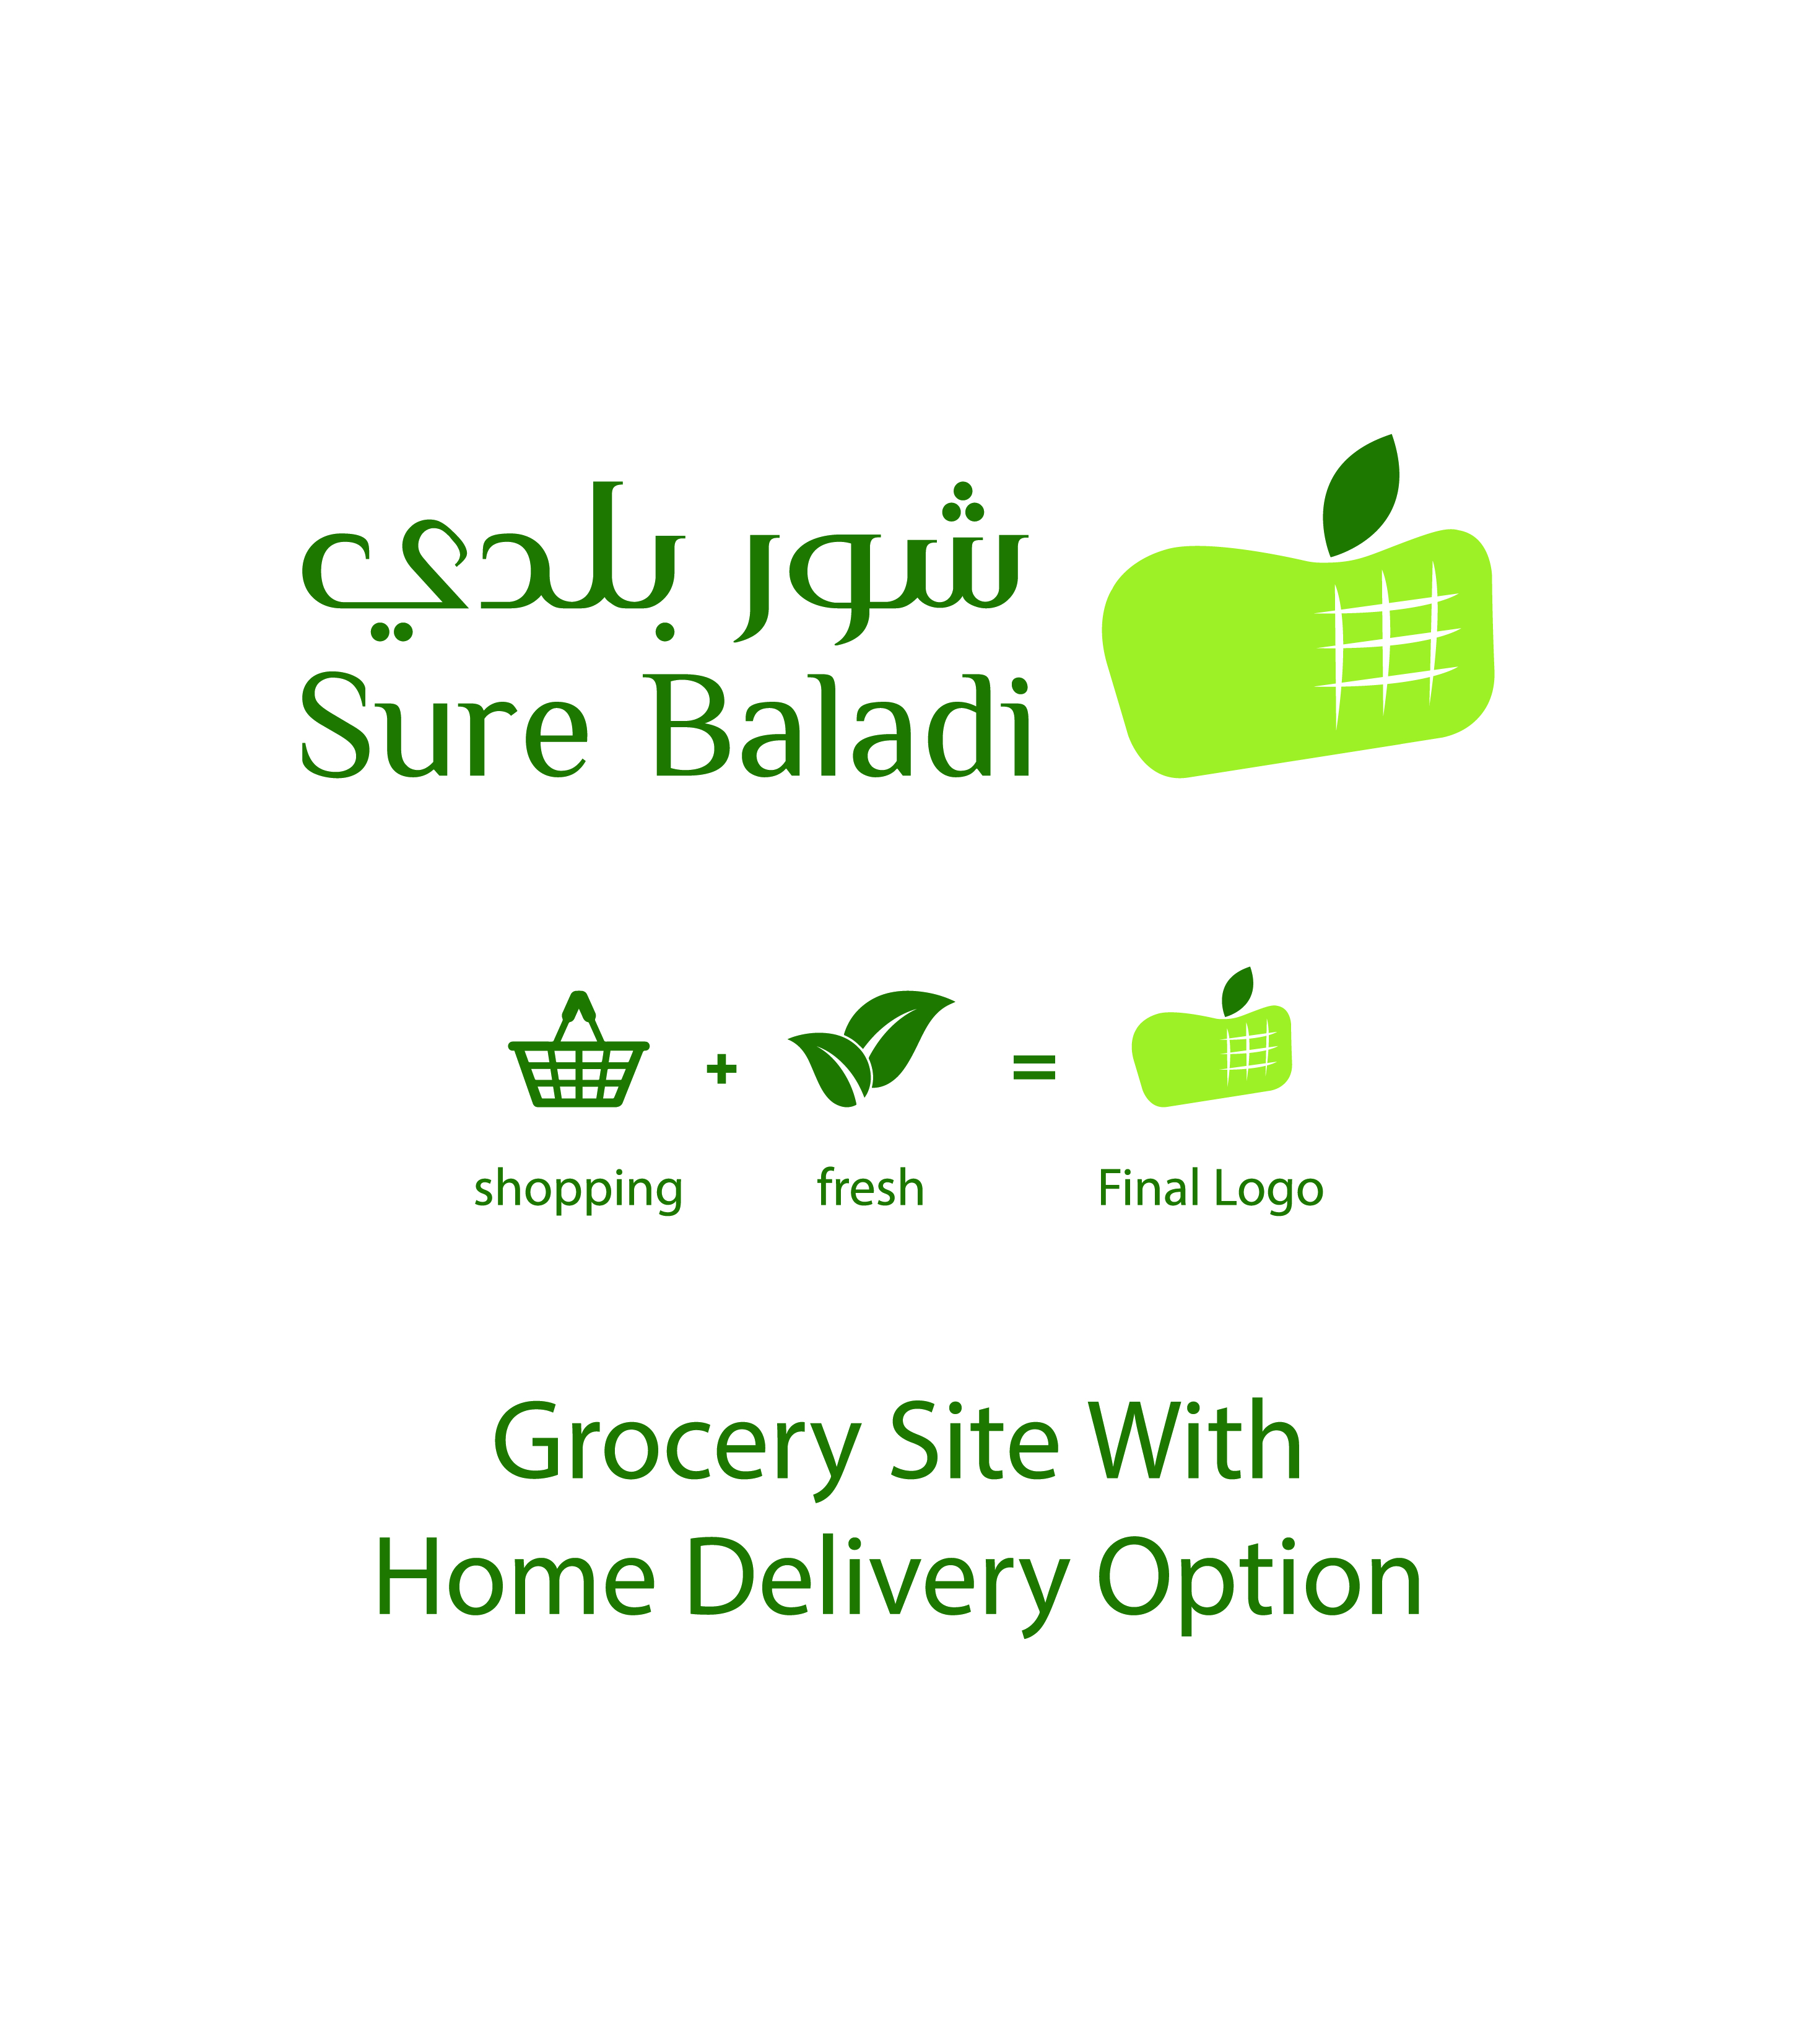 شور بلدي
Sure Baladi
shopping + fresh = Final Logo
Grocery Site With
Home Delivery Option